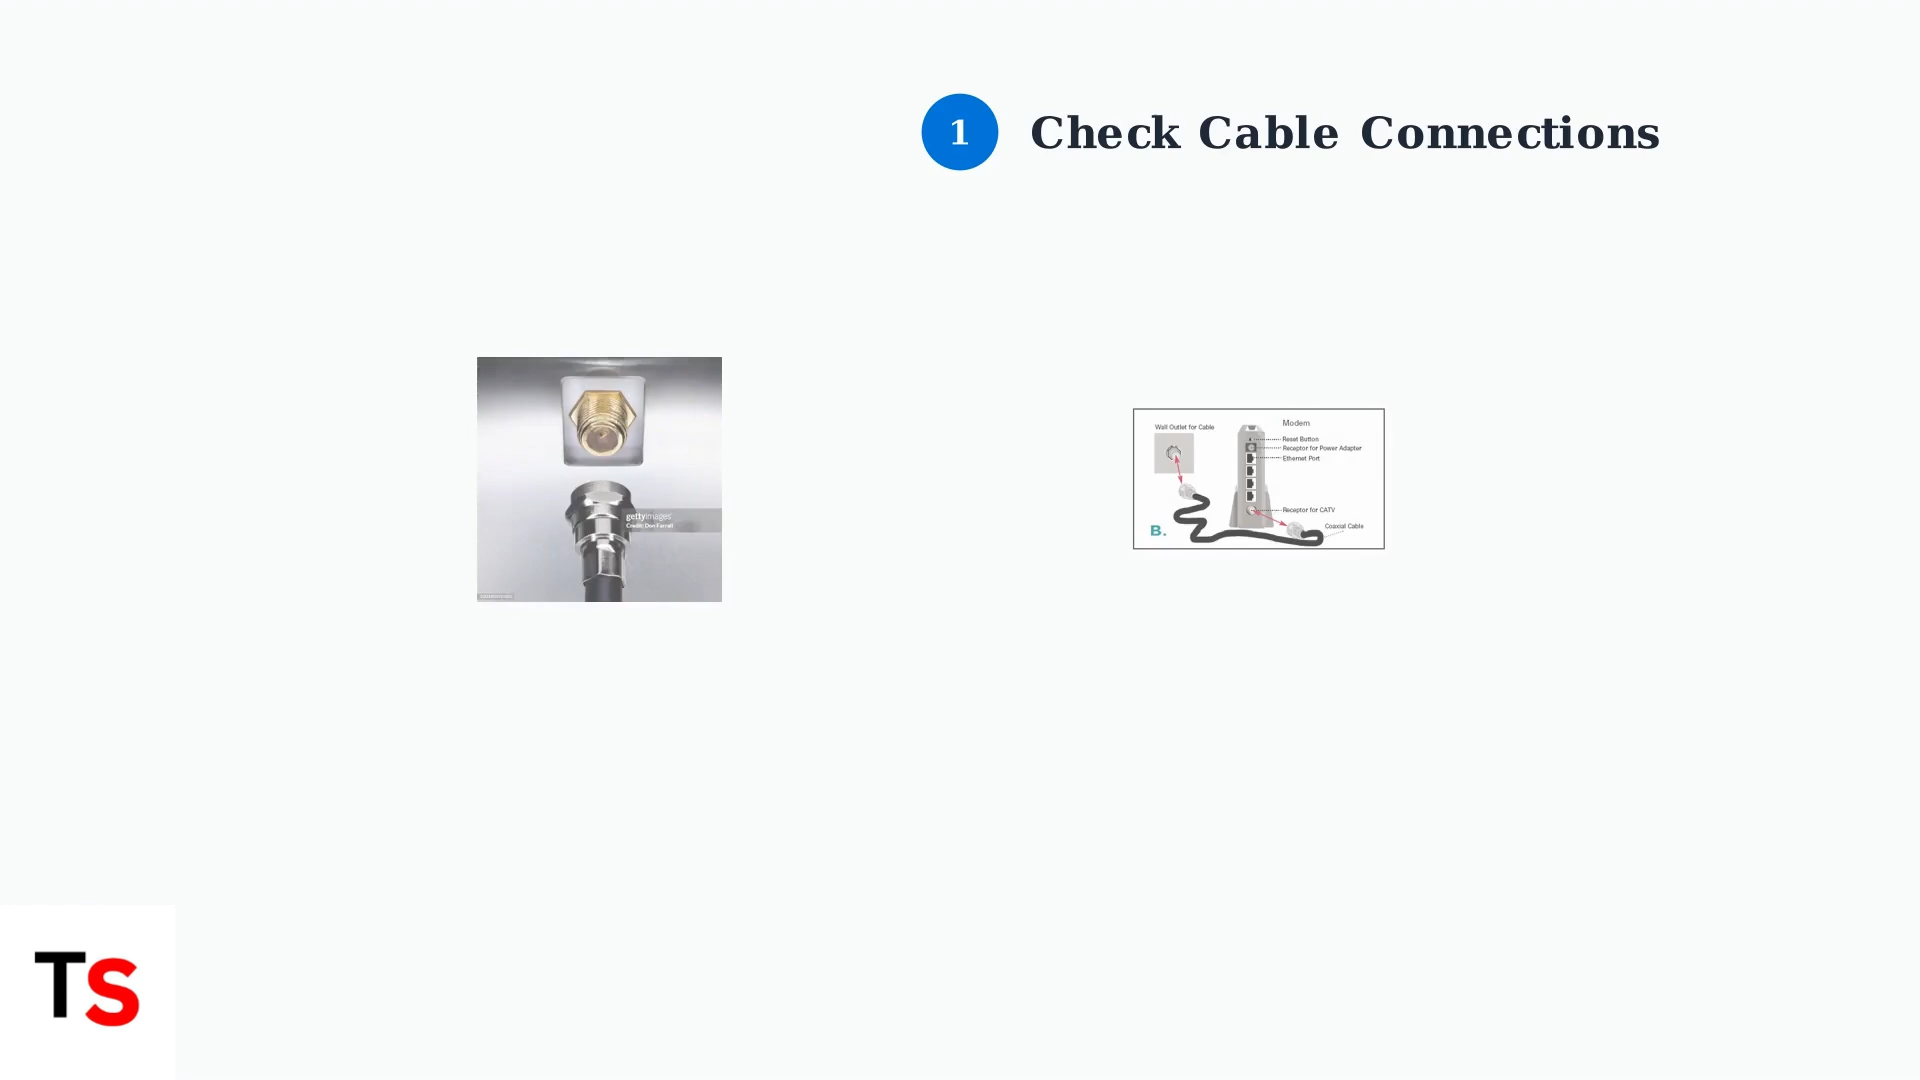 1 Check Cable Connections
gettyimages
Credit: Don Farrall
Modem
Wall Outlet for Cable
Reset Button
Receptor for Power Adapter
Ethernet Port
Receptor for CATV
Coaxial Cable
B.
TS